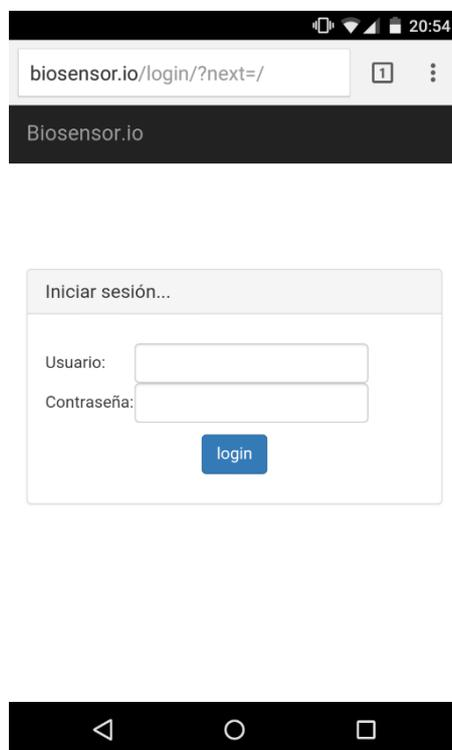 20:54
biosensor.io/login/?next=/
1
Biosensor.io
Iniciar sesión...
Usuario:
Contraseña:
login